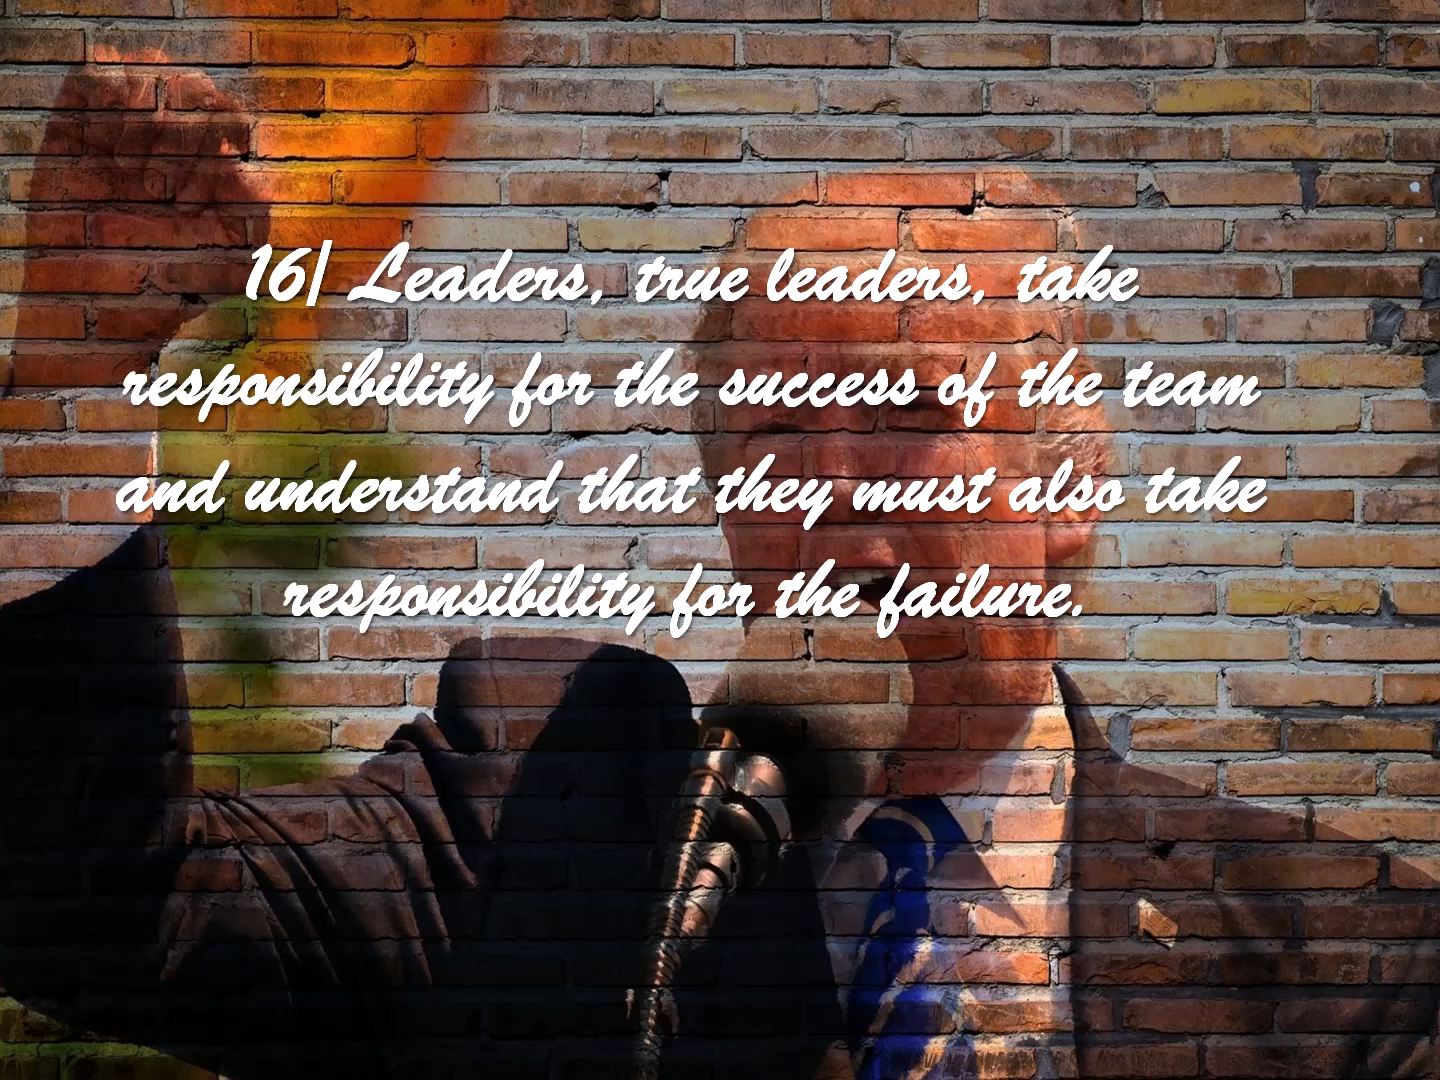 16/ Leaders, true leaders, take
responsibility for the success of the team
and understand that they must also take
responsibility for the failure.